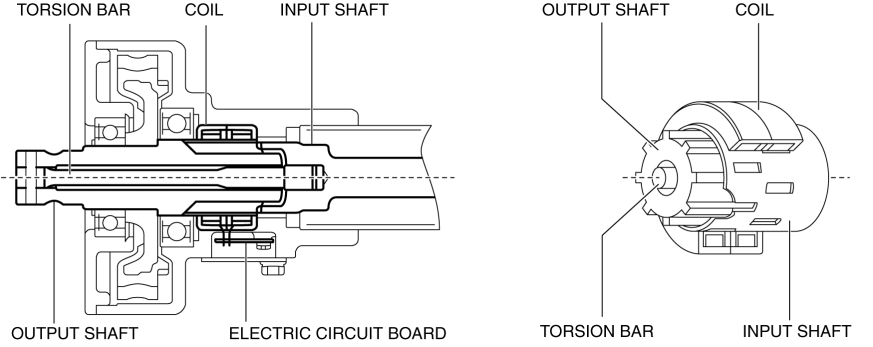 TORSION BAR
COIL
INPUT SHAFT
OUTPUT SHAFT
ELECTRIC CIRCUIT BOARD
OUTPUT SHAFT
COIL
TORSION BAR
INPUT SHAFT